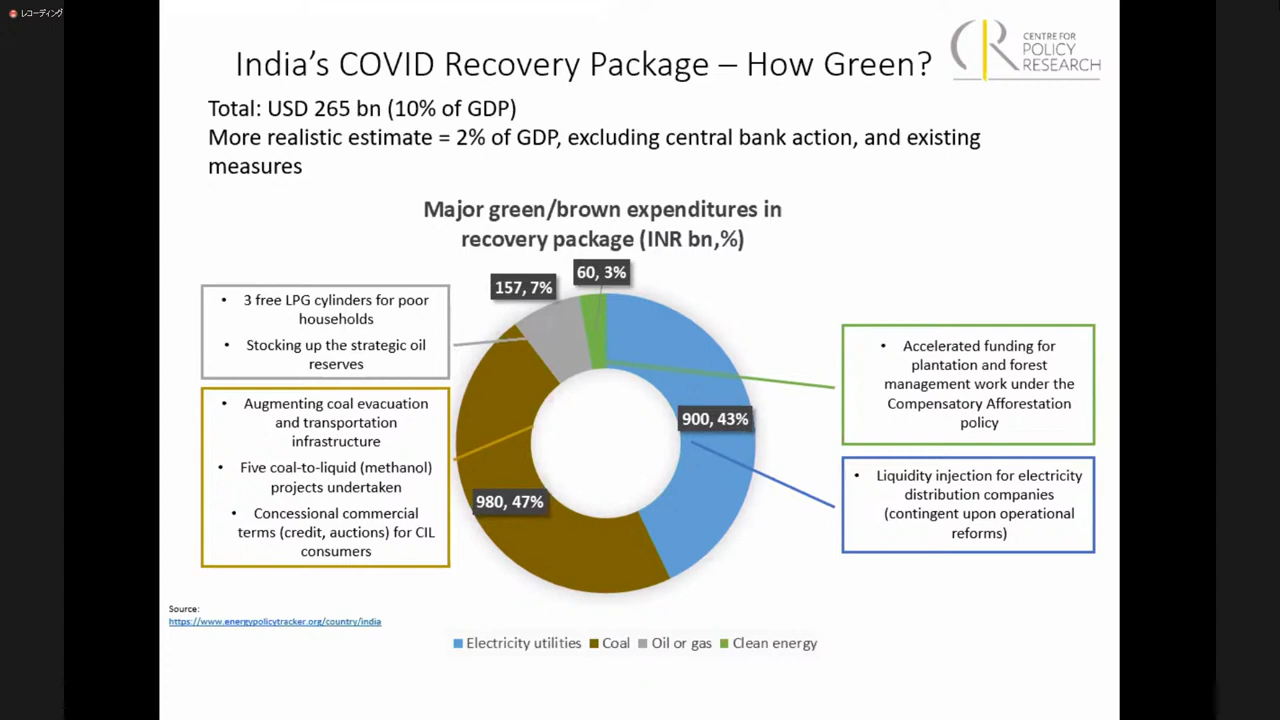 レコーディング
India's COVID Recovery Package – How Green?
CENTRE FOR
POLICY
RESEARCH
Total: USD 265 bn (10% of GDP)
More realistic estimate = 2% of GDP, excluding central bank action, and existing
measures
Major green/brown expenditures in
recovery package (INR bn,%)
60, 3%
157, 7%
900, 43%
980, 47%
• 3 free LPG cylinders for poor
households
• Stocking up the strategic oil
reserves
• Augmenting coal evacuation
and transportation
infrastructure
• Five coal-to-liquid (methanol)
projects undertaken
• Concessional commercial
terms (credit, auctions) for CIL
consumers
• Accelerated funding for
plantation and forest
management work under the
Compensatory Afforestation
policy
• Liquidity injection for electricity
distribution companies
(contingent upon operational
reforms)
Source:
https://www.energypolicytracker.org/country/india
Electricity utilities Coal Oil or gas Clean energy